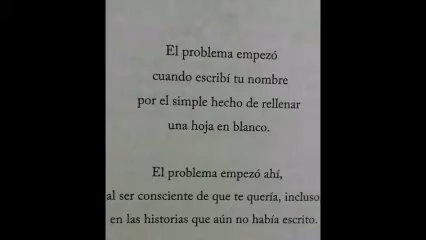 El problema empezó
cuando escribí tu nombre
por el simple hecho de rellenar
una hoja en blanco.
El problema empezó ahí,
al ser consciente de que te quería, incluso
en las historias que aún no había escrito.